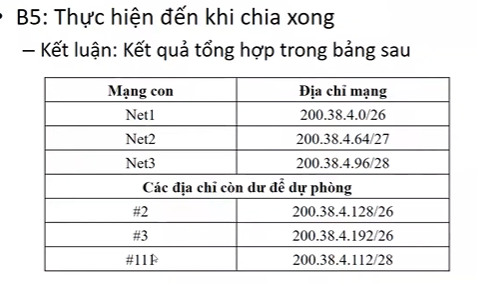 • B5: Thực hiện đến khi chia xong
– Kết luận: Kết quả tổng hợp trong bảng sau
Mạng con Địa chỉ mạng
Net1 200.38.4.0/26
Net2 200.38.4.64/27
Net3 200.38.4.96/28
Các địa chỉ còn dư để dự phòng
#2 200.38.4.128/26
#3 200.38.4.192/26
200.38.4.112/28